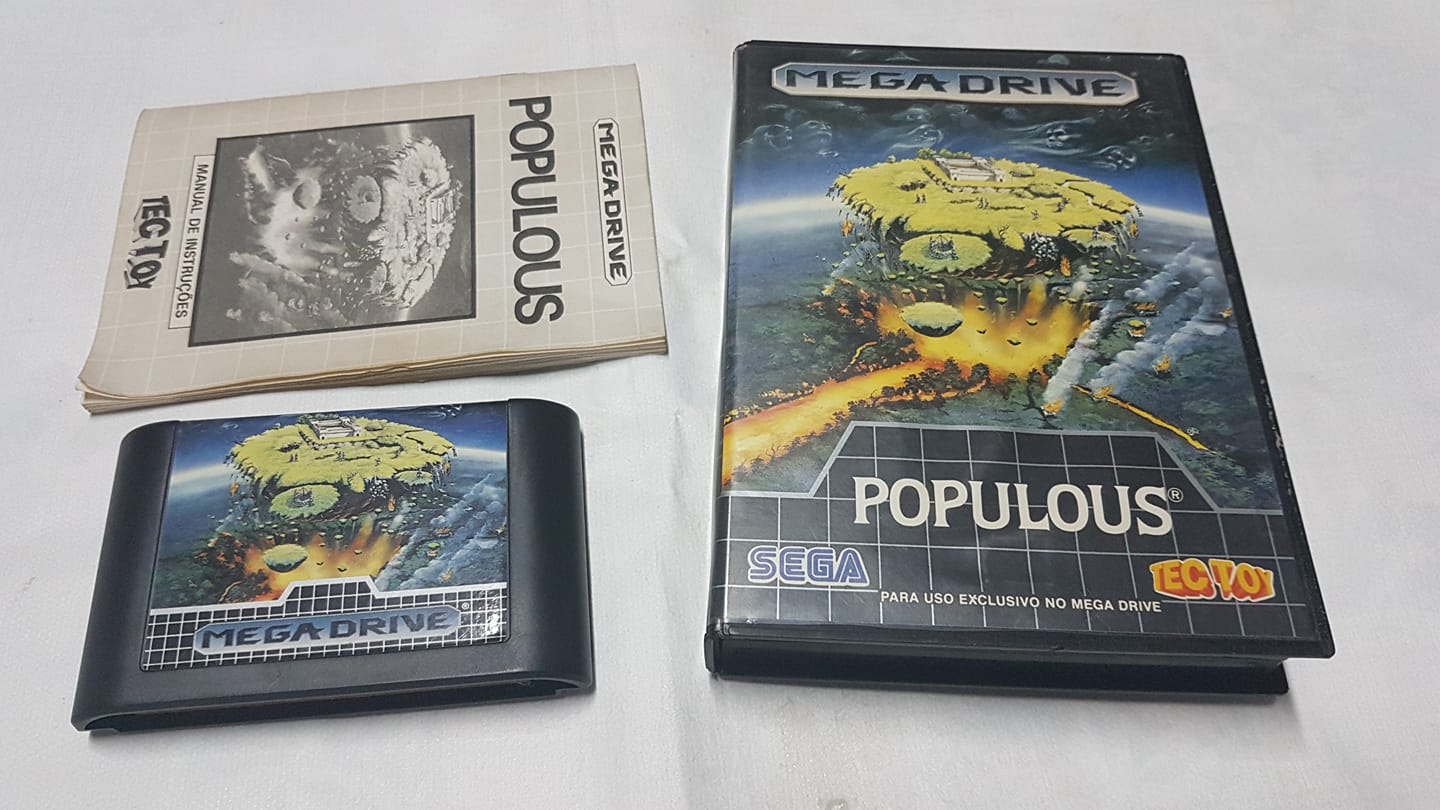 MEGA DRIVE
POPULOUS
MANUAL DE INSTRUÇÕES
TEC TOY
MEGA DRIVE®
MEGA DRIVE
POPULOUS®
SEGA
TEC TOY
PARA USO EXCLUSIVO NO MEGA DRIVE